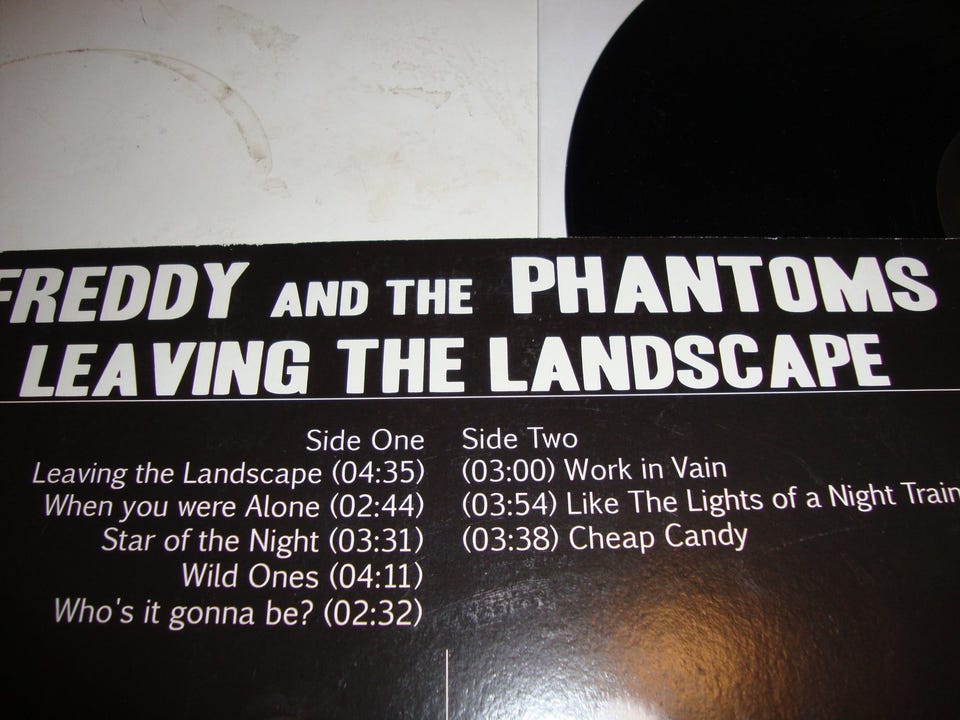 FREDDY AND THE PHANTOMS
LEAVING THE LANDSCAPE
Side One
Leaving the Landscape (04:35)
When you were Alone (02:44)
Star of the Night (03:31)
Wild Ones (04:11)
Who's it gonna be? (02:32)
Side Two
(03:00) Work in Vain
(03:54) Like The Lights of a Night Train
(03:38) Cheap Candy